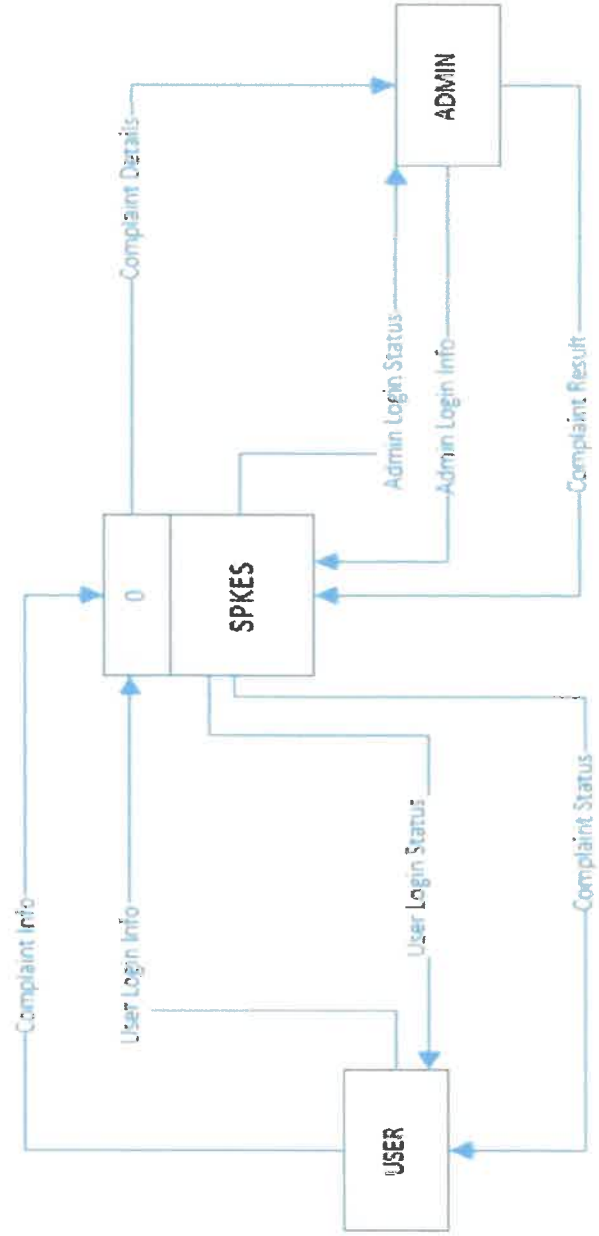 Complaint Info
User Login Info
USER
User Login Status
Complaint Status
0
SPKES
Complaint Details
Admin Login Status
Admin Login Info
ADMIN
Complaint Result